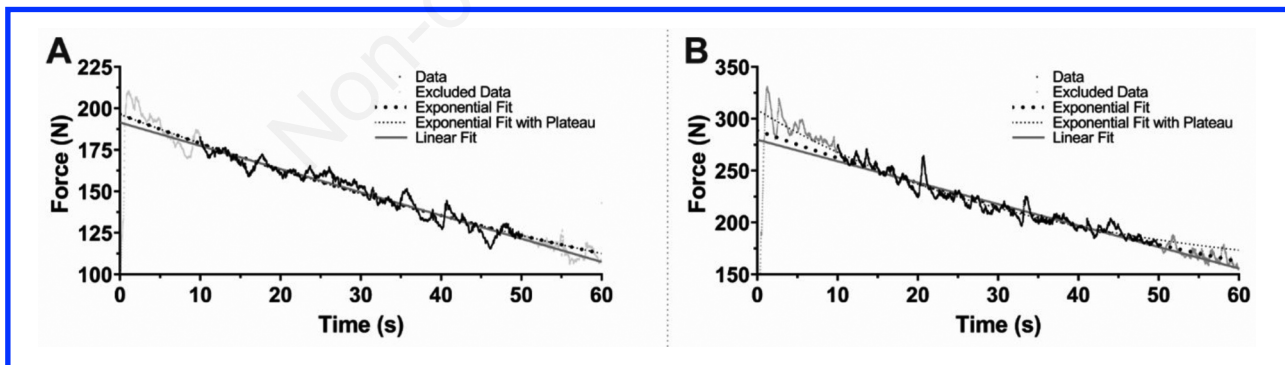 Non-
A
225
200
175
150
125
100
Force (N)
0 10 20 30 40 50 60
Time (s)
Data
Excluded Data
Exponential Fit
Exponential Fit with Plateau
Linear Fit
B
350
300
250
200
150
Force (N)
0 10 20 30 40 50 60
Time (s)
Data
Excluded Data
Exponential Fit
Exponential Fit with Plateau
Linear Fit